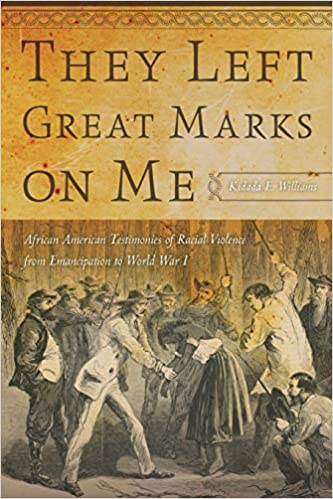 THEY LEFT
GREAT MARKS
ON ME
Kidada E. Williams
African American Testimonies of Racial Violence
from Emancipation to World War I